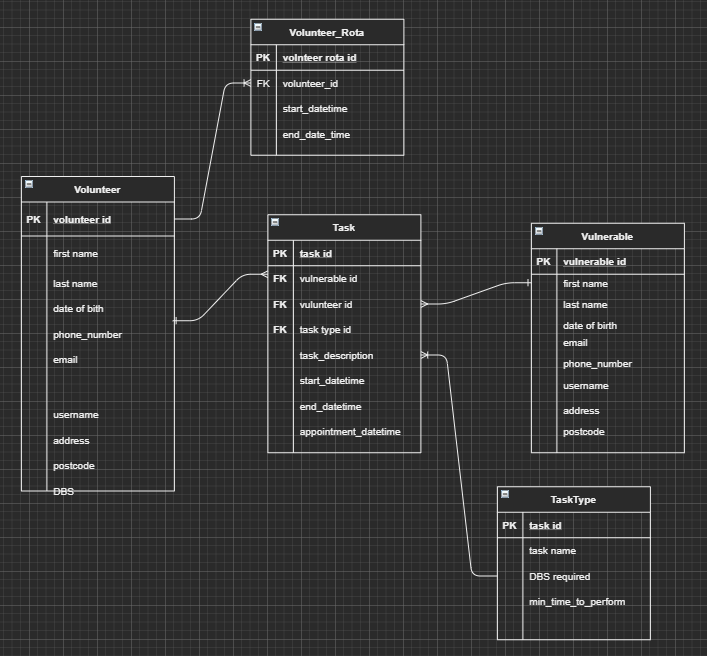 Volunteer_Rota
PK volnteer rota id
FK volunteer_id
start_datetime
end_date_time
Volunteer
PK volunteer id
first name
last name
date of bith
phone_number
email
username
address
postcode
DBS
Task
PK task id
FK vulnerable id
FK vulunteer id
FK task type id
task_description
start_datetime
end_datetime
appointment_datetime
Vulnerable
PK vulnerable id
first name
last name
date of birth
email
phone_number
username
address
postcode
TaskType
PK task id
task name
DBS required
min_time_to_perform